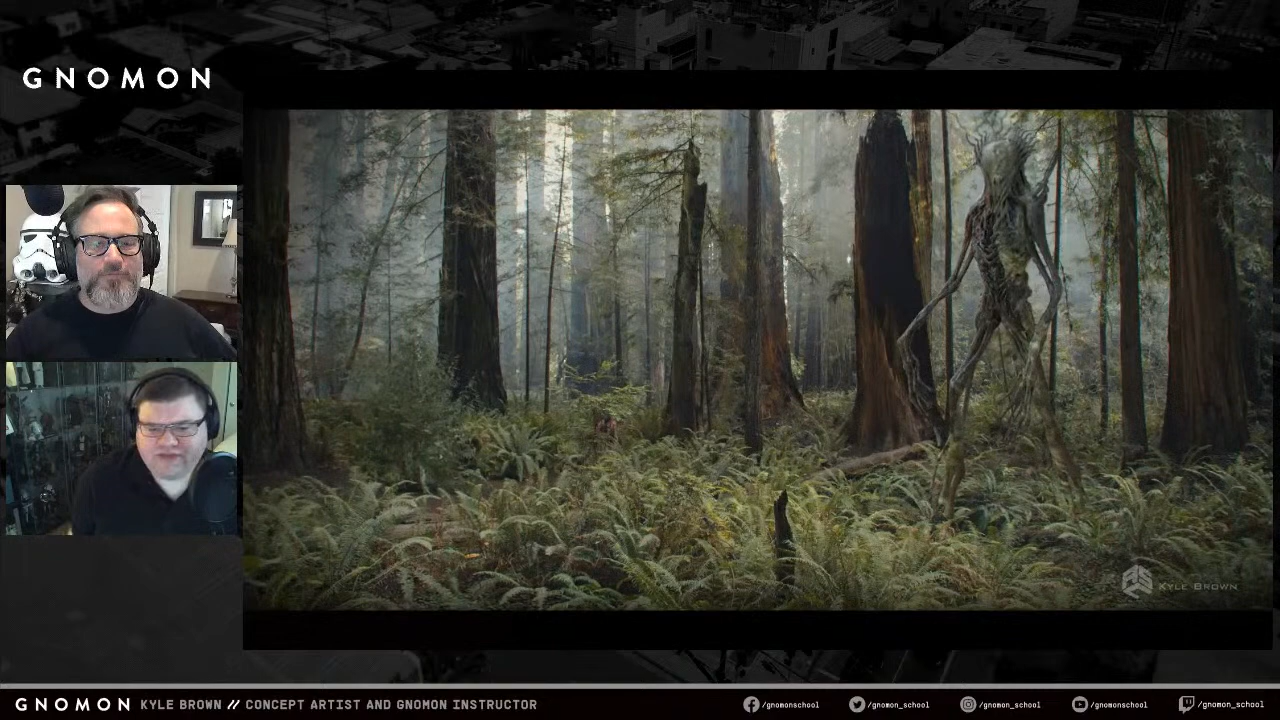 GNOMON
KYLE BROWN
GNOMON KYLE BROWN // CONCEPT ARTIST AND GNOMON INSTRUCTOR
/gnomonschool
/gnomon_school
/gnomon_school
/gnomonschool
/gnomon_school